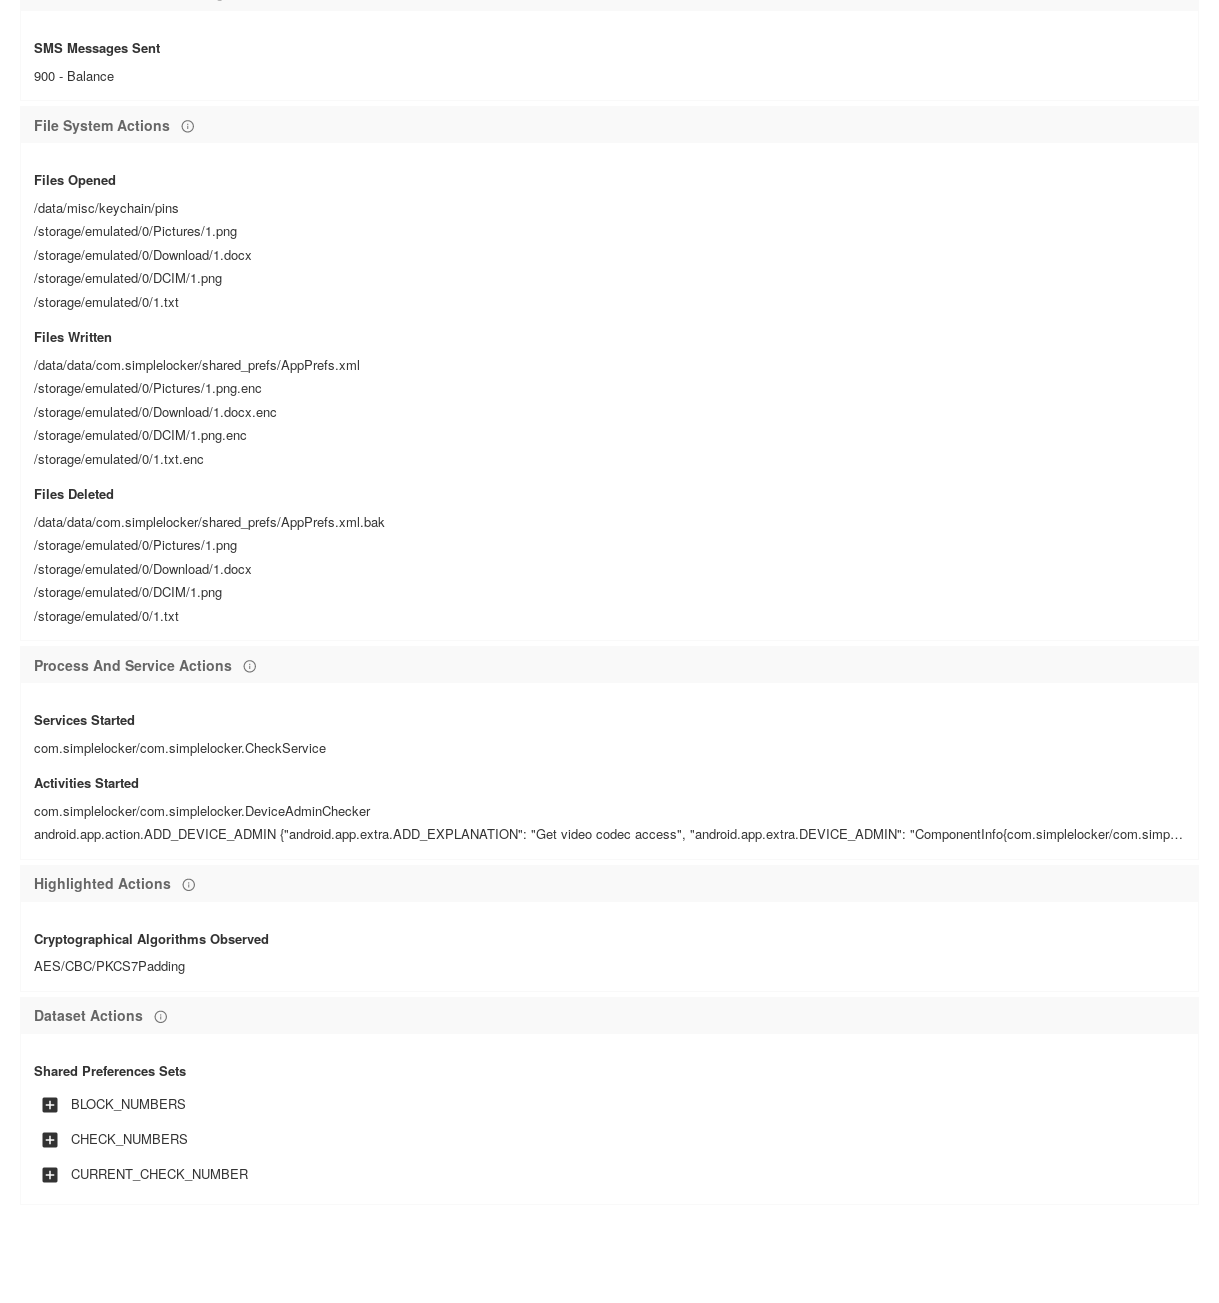 SMS Messages Sent
900 - Balance
File System Actions
Files Opened
/data/misc/keychain/pins
/storage/emulated/0/Pictures/1.png
/storage/emulated/0/Download/1.docx
/storage/emulated/0/DCIM/1.png
/storage/emulated/0/1.txt
Files Written
/data/data/com.simplelocker/shared_prefs/AppPrefs.xml
/storage/emulated/0/Pictures/1.png.enc
/storage/emulated/0/Download/1.docx.enc
/storage/emulated/0/DCIM/1.png.enc
/storage/emulated/0/1.txt.enc
Files Deleted
/data/data/com.simplelocker/shared_prefs/AppPrefs.xml.bak
/storage/emulated/0/Pictures/1.png
/storage/emulated/0/Download/1.docx
/storage/emulated/0/DCIM/1.png
/storage/emulated/0/1.txt
Process And Service Actions
Services Started
com.simplelocker/com.simplelocker.CheckService
Activities Started
com.simplelocker/com.simplelocker.DeviceAdminChecker
android.app.action.ADD_DEVICE_ADMIN {"android.app.extra.ADD_EXPLANATION": "Get video codec access", "android.app.extra.DEVICE_ADMIN": "ComponentInfo{com.simplelocker/com.simp...
Highlighted Actions
Cryptographical Algorithms Observed
AES/CBC/PKCS7Padding
Dataset Actions
Shared Preferences Sets
BLOCK_NUMBERS
CHECK_NUMBERS
CURRENT_CHECK_NUMBER